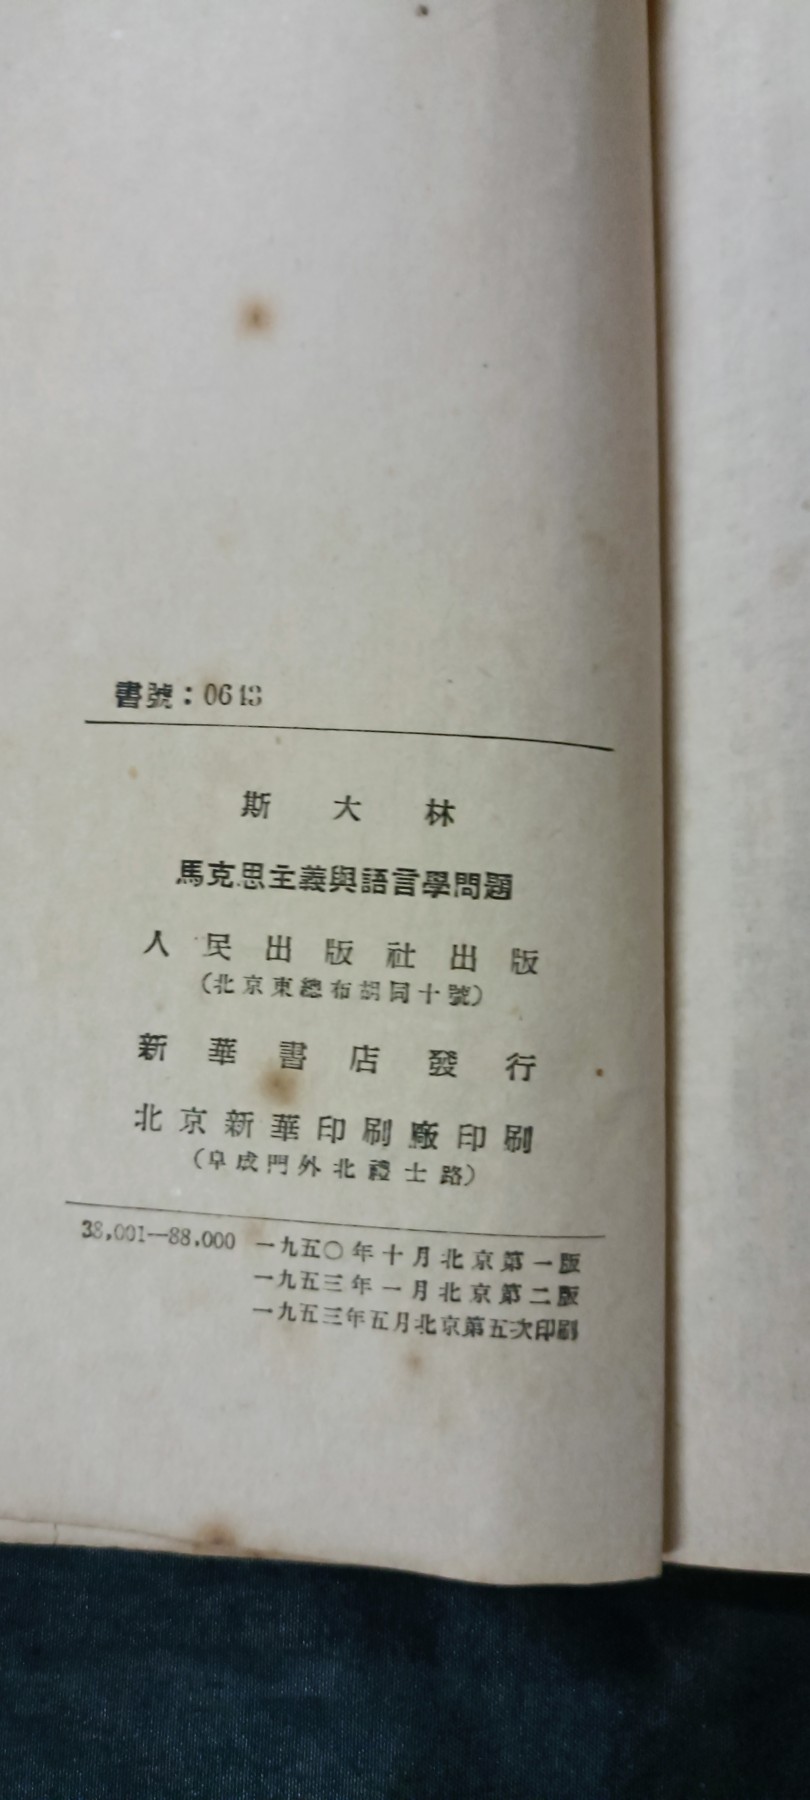 書號：0643
斯大林
馬克思主義與語言學問題
人民出版社出版
（北京東總布胡同十號）
新華書店發行
北京新華印刷廠印刷
（阜成門外北禮士路）
38,001—88,000 一九五〇年十月北京第一版
一九五三年一月北京第二版
一九五三年五月北京第五次印刷